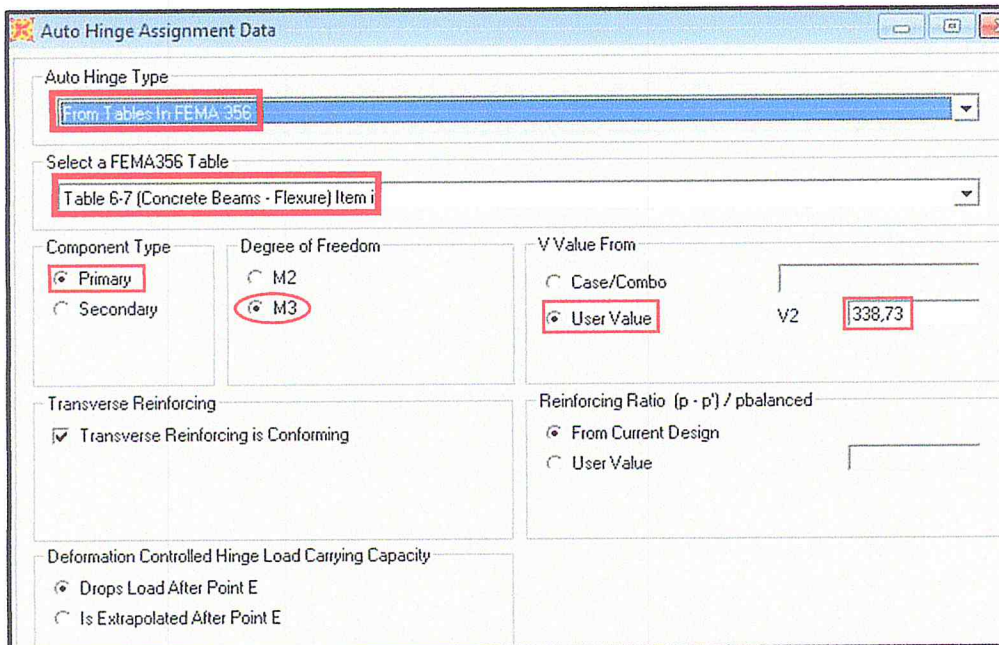 Auto Hinge Assignment Data
Auto Hinge Type
From Tables In FEMA 356
Select a FEMA356 Table
Table 6-7 (Concrete Beams - Flexure) Item i
Component Type
Primary
Secondary
Degree of Freedom
M2
M3
V Value From
Case/Combo
User Value
V2
338,73
Transverse Reinforcing
Transverse Reinforcing is Conforming
Reinforcing Ratio (p - p') / pbalanced
From Current Design
User Value
Deformation Controlled Hinge Load Carrying Capacity
Drops Load After Point E
Is Extrapolated After Point E